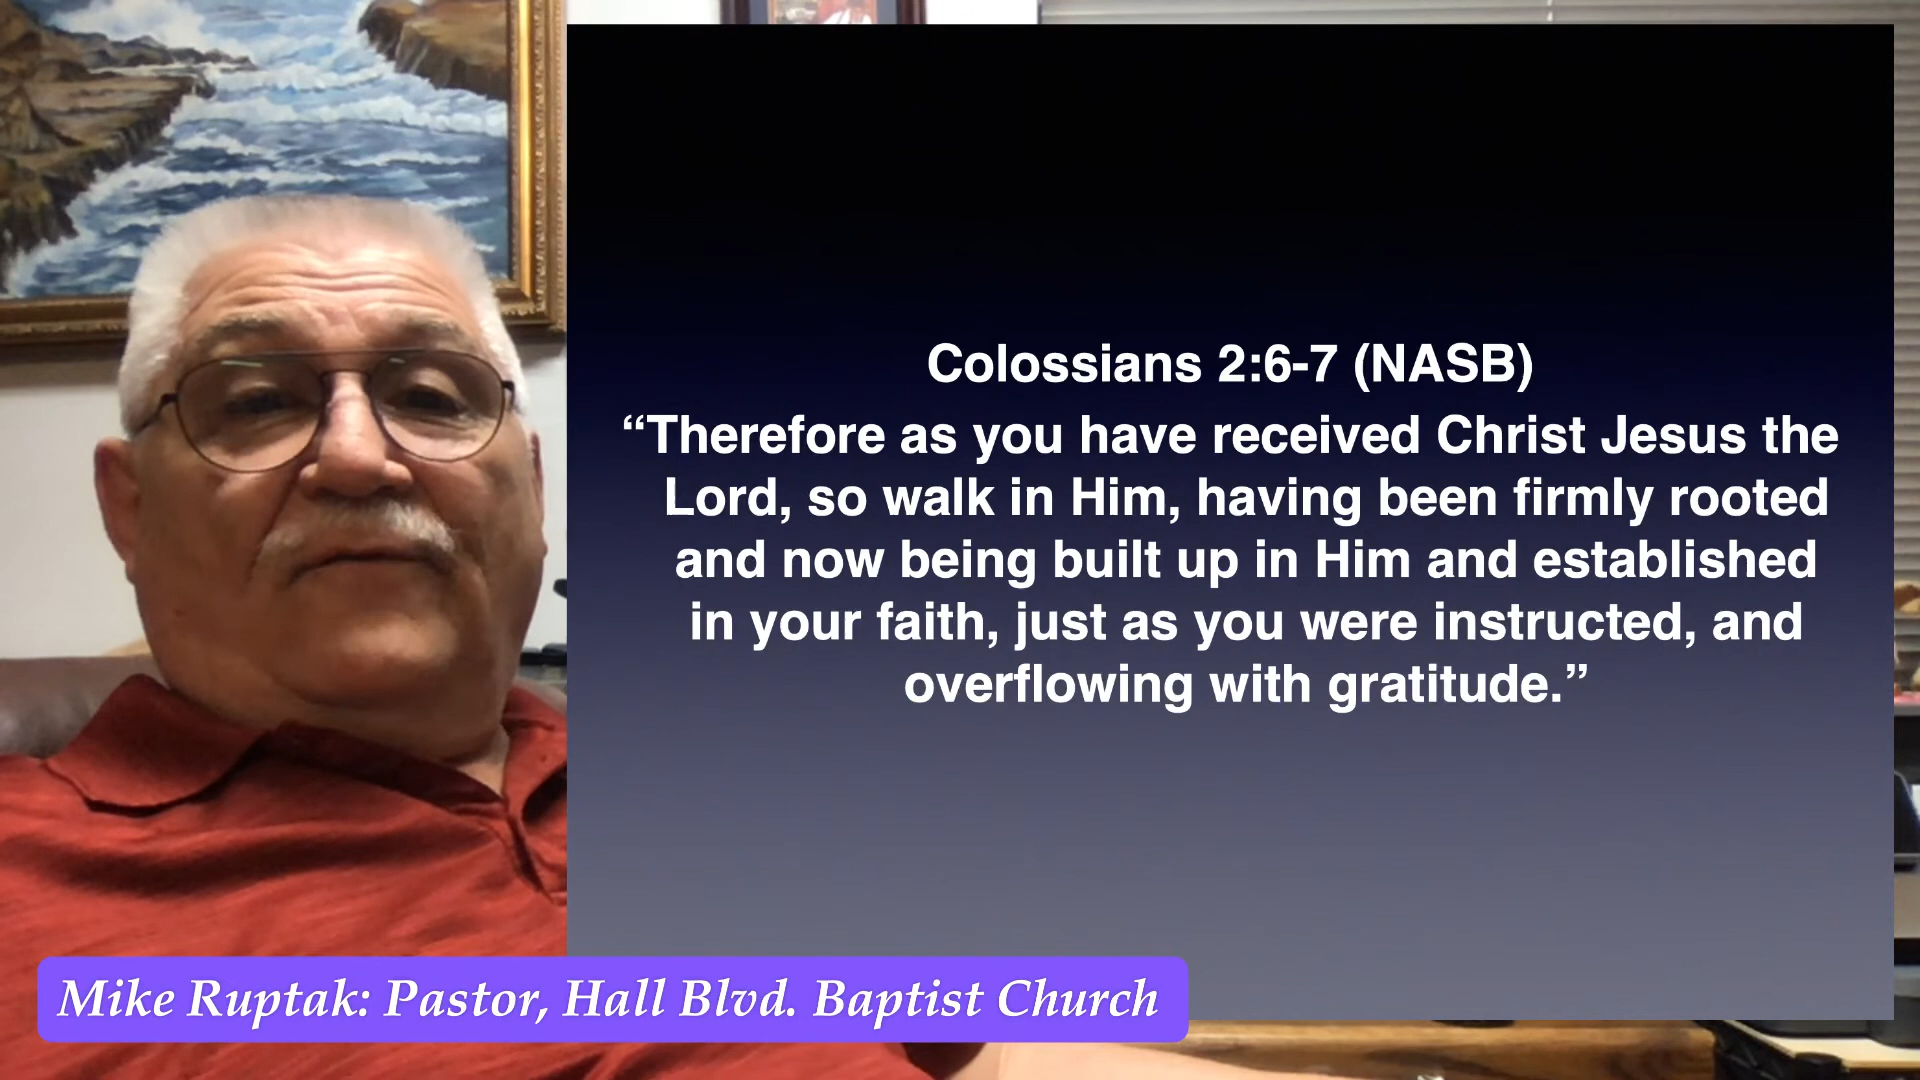 Colossians 2:6-7 (NASB)
“Therefore as you have received Christ Jesus the
Lord, so walk in Him, having been firmly rooted
and now being built up in Him and established
in your faith, just as you were instructed, and
overflowing with gratitude.”
Mike Ruptak: Pastor, Hall Blvd. Baptist Church